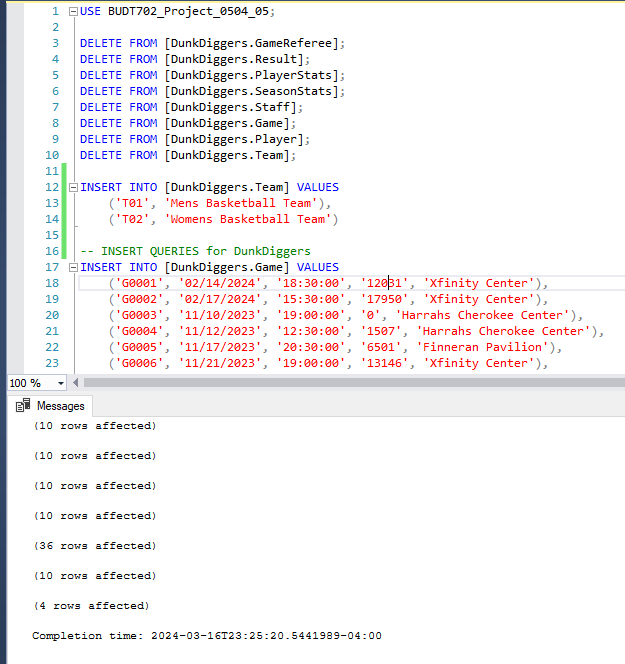 1 USE BUDT702_Project_0504_05;
2
3 DELETE FROM [DunkDiggers.GameReferee];
4 DELETE FROM [DunkDiggers.Result];
5 DELETE FROM [DunkDiggers.PlayerStats];
6 DELETE FROM [DunkDiggers.SeasonStats];
7 DELETE FROM [DunkDiggers.Staff];
8 DELETE FROM [DunkDiggers.Game];
9 DELETE FROM [DunkDiggers.Player];
10 DELETE FROM [DunkDiggers.Team];
11
12 INSERT INTO [DunkDiggers.Team] VALUES
13 ('T01', 'Mens Basketball Team'),
14 ('T02', 'Womens Basketball Team')
15
16 -- INSERT QUERIES for DunkDiggers
17 INSERT INTO [DunkDiggers.Game] VALUES
18 ('G0001', '02/14/2024', '18:30:00', '12031', 'Xfinity Center'),
19 ('G0002', '02/17/2024', '15:30:00', '17950', 'Xfinity Center'),
20 ('G0003', '11/10/2023', '19:00:00', '0', 'Harrahs Cherokee Center'),
21 ('G0004', '11/12/2023', '12:30:00', '1507', 'Harrahs Cherokee Center'),
22 ('G0005', '11/17/2023', '20:30:00', '6501', 'Finneran Pavilion'),
23 ('G0006', '11/21/2023', '19:00:00', '13146', 'Xfinity Center'),
100 %
Messages
(10 rows affected)
(10 rows affected)
(10 rows affected)
(10 rows affected)
(36 rows affected)
(10 rows affected)
(4 rows affected)
Completion time: 2024-03-16T23:25:20.5441989-04:00